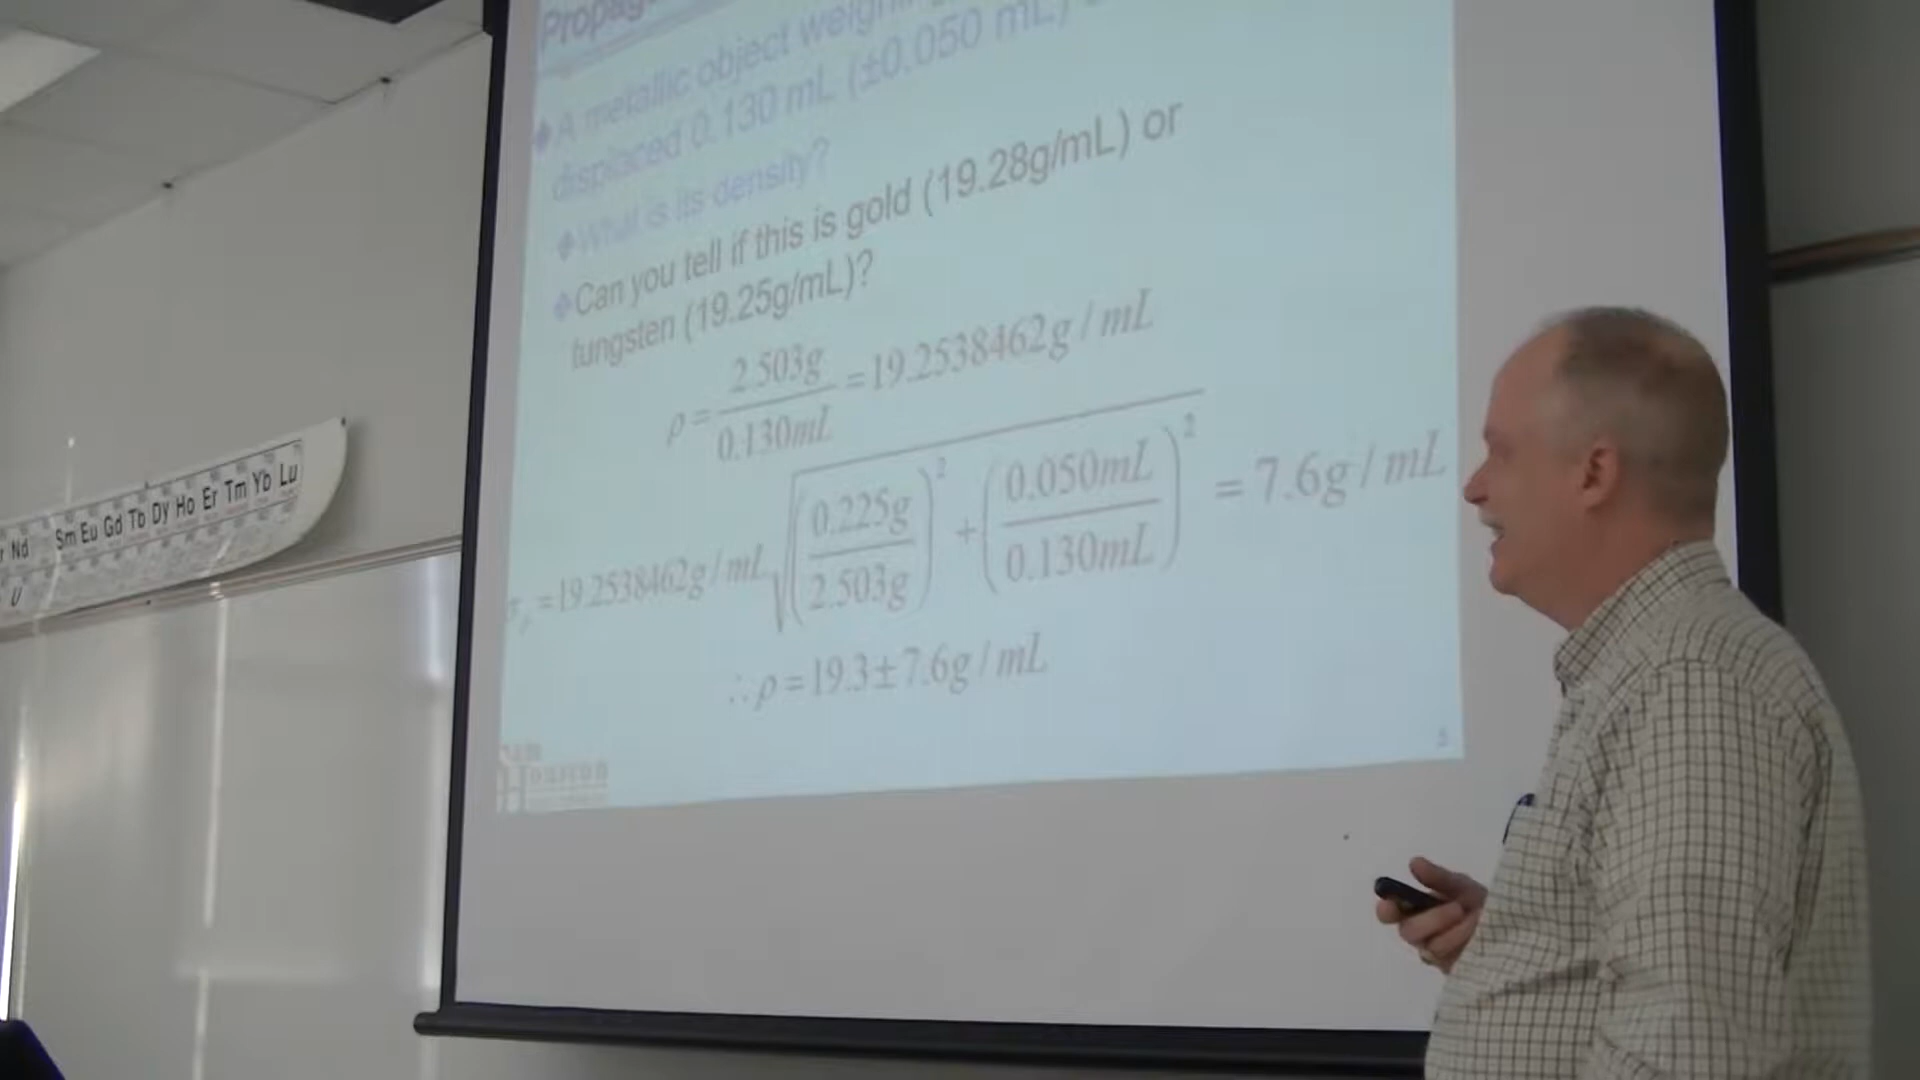 A metallic object
displaced 0.130 mL (±0.050 mL)
What is its density?
Can you tell if this is gold (19.28g/mL) or
tungsten (19.25g/mL)?
ρ = 2.503g / 0.130mL = 19.2538462g / mL
σρ = 19.2538462g / mL √((0.225g / 2.503g)² + (0.050mL / 0.130mL)²) = 7.6g / mL
∴ ρ = 19.3 ± 7.6g / mL
5
HOUSTON
Nd Sm Eu Gd Tb Dy Ho Er Tm Yb Lu
U